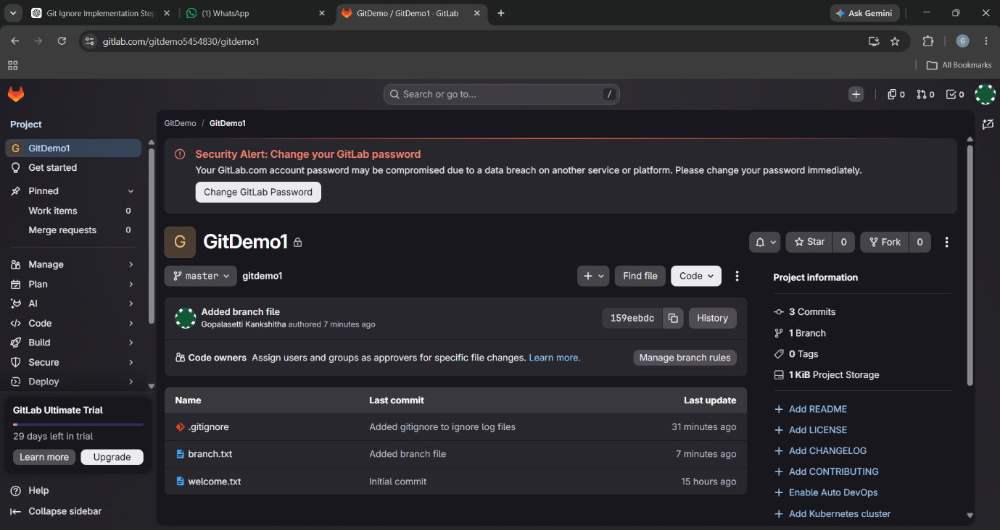 Git Ignore Implementation Step
(1) WhatsApp
GitDemo / GitDemo1 · GitLab
Ask Gemini
gitlab.com/gitdemo5454830/gitdemo1
G
All Bookmarks
Search or go to...
/
0
0
0
Project
G GitDemo1
Get started
Pinned
Work items 0
Merge requests 0
Manage
Plan
AI
Code
Build
Secure
Deploy
GitLab Ultimate Trial
29 days left in trial
Learn more
Upgrade
Help
Collapse sidebar
GitDemo / GitDemo1
Security Alert: Change your GitLab password
Your GitLab.com account password may be compromised due to a data breach on another service or platform. Please change your password immediately.
Change GitLab Password
G GitDemo1
Star 0
Fork 0
master
gitdemo1
Find file
Code
Added branch file
Gopalasetti Kankshitha authored 7 minutes ago
159eebdc
History
Code owners Assign users and groups as approvers for specific file changes. Learn more.
Manage branch rules
Name Last commit Last update
.gitignore Added gitignore to ignore log files 31 minutes ago
branch.txt Added branch file 7 minutes ago
welcome.txt Initial commit 15 hours ago
Project information
3 Commits
1 Branch
0 Tags
1 KiB Project Storage
+ Add README
+ Add LICENSE
+ Add CHANGELOG
+ Add CONTRIBUTING
+ Enable Auto DevOps
+ Add Kubernetes cluster